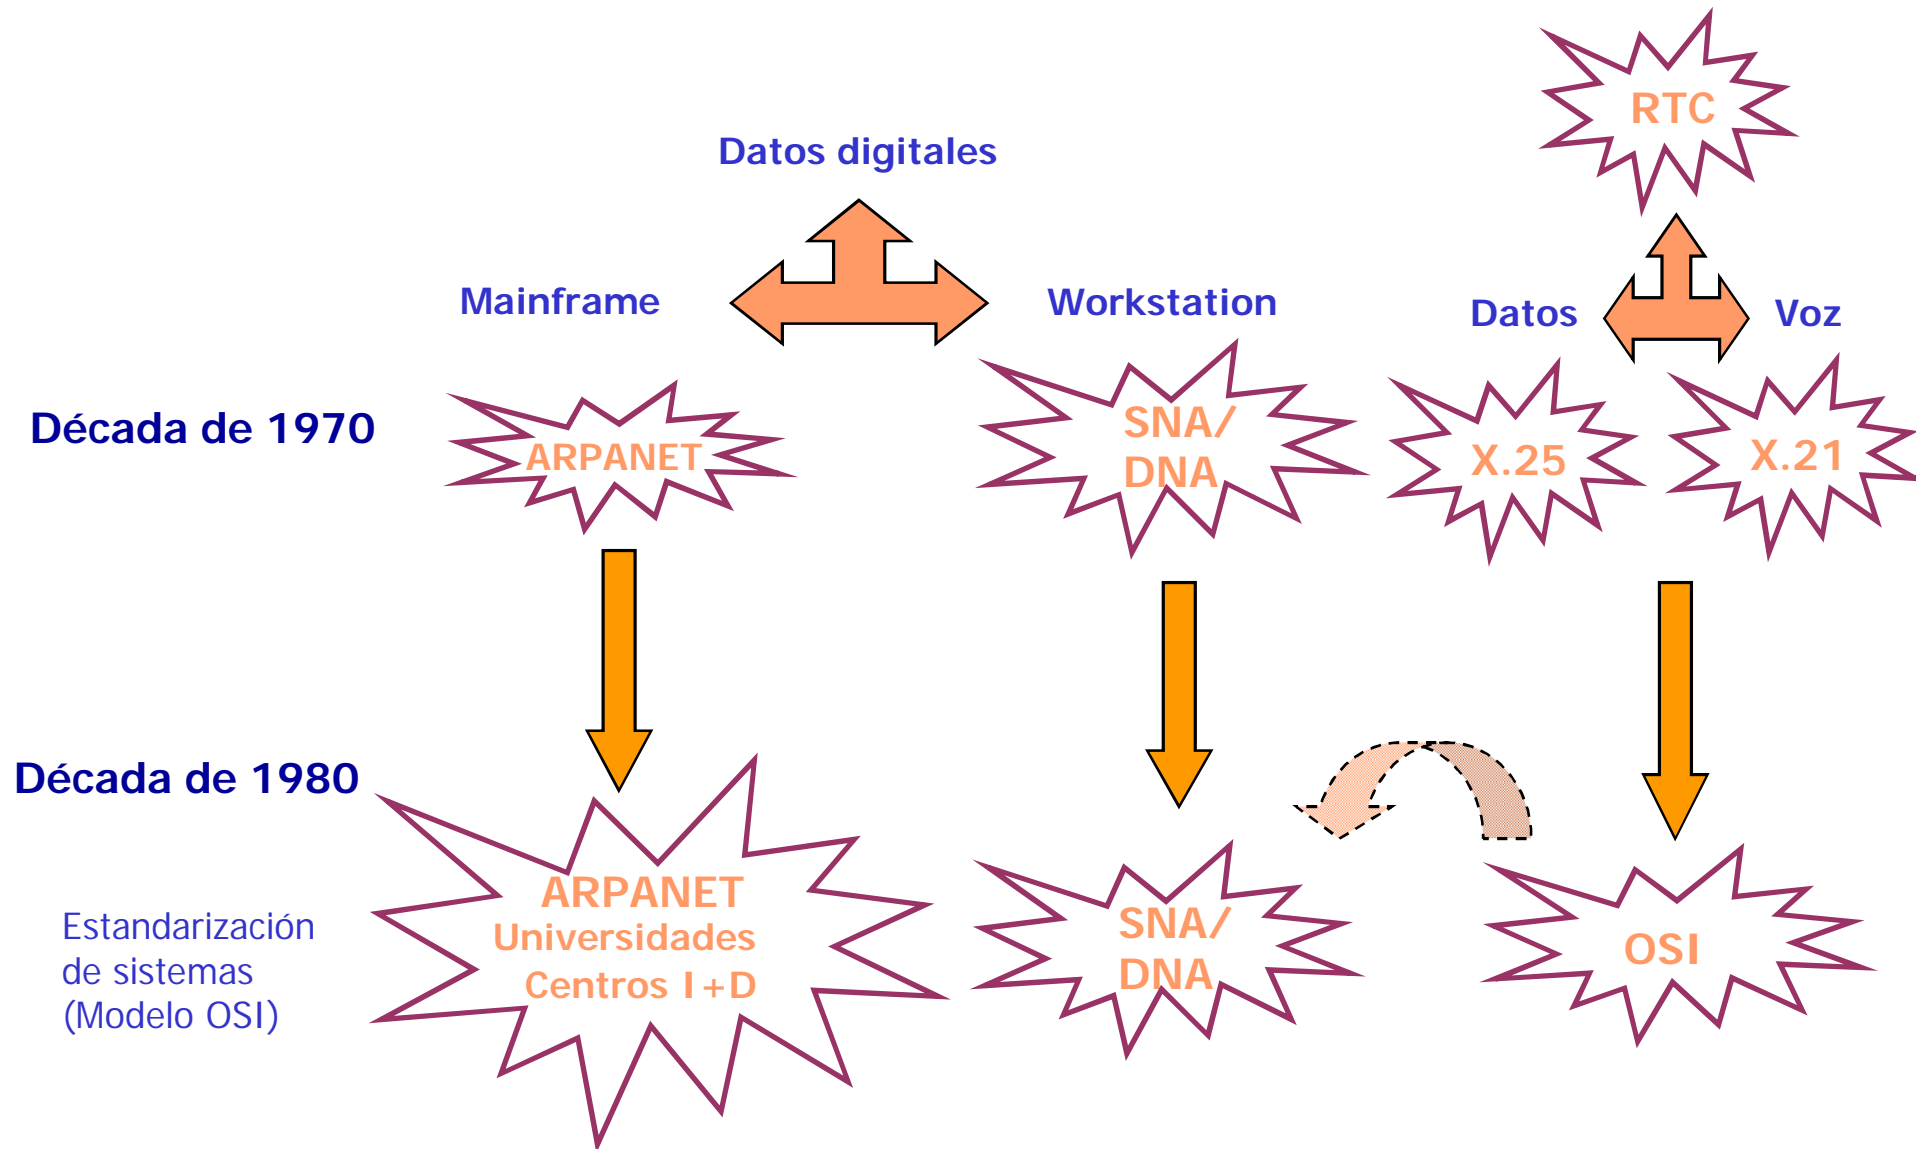 RTC
Datos digitales
Mainframe
Workstation
Datos
Voz
Década de 1970
ARPANET
SNA/
DNA
X.25
X.21
Década de 1980
Estandarización
de sistemas
(Modelo OSI)
ARPANET
Universidades
Centros I+D
SNA/
DNA
OSI